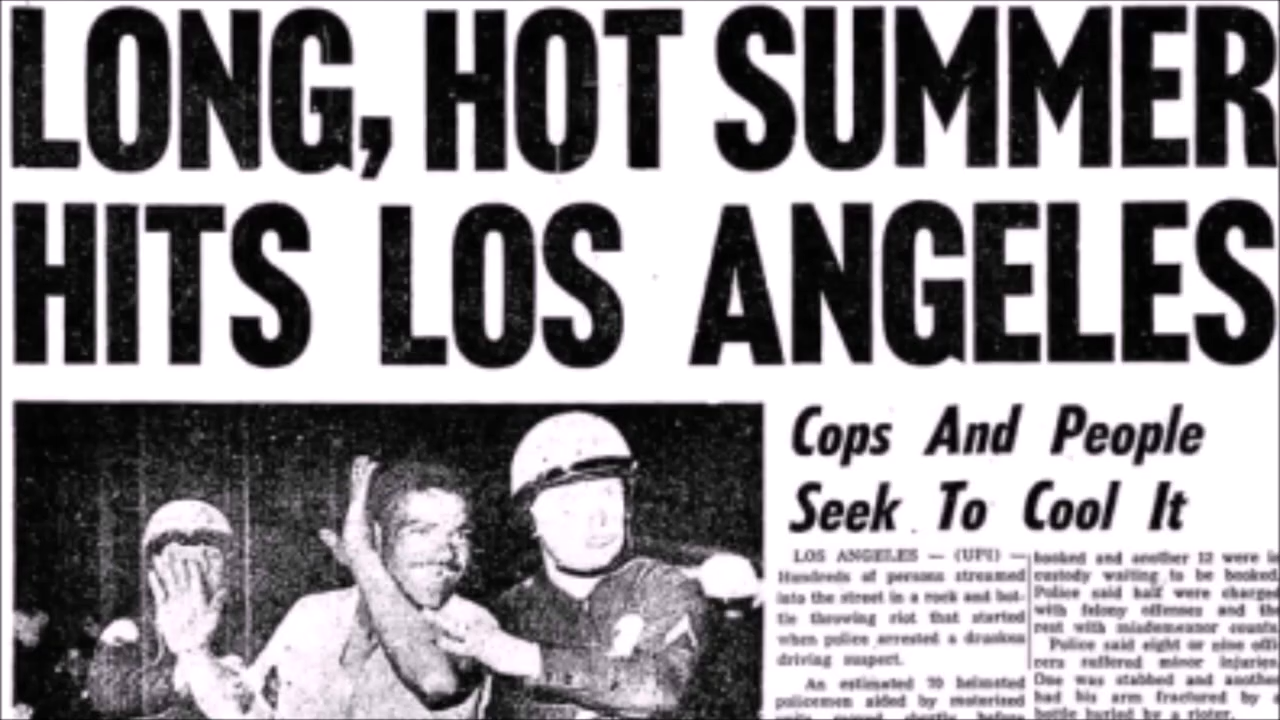 LONG, HOT SUMMER
HITS LOS ANGELES
Cops And People
Seek To Cool It
LOS ANGELES — (UPI) —
Hundreds of persons streamed
into the street in a rock and bot-
tle throwing riot that started
when police arrested a drunken
driving suspect.
An estimated 70 helmeted
policemen aided by motorized
booked and another 12 were in
custody waiting to be booked.
Police said half were charged
with felony offenses and the
rest with misdemeanor counts.
Police said eight or nine offi-
cers suffered minor injuries.
One was stabbed and another
had his arm fractured by a
bottle hurled by a rioter.